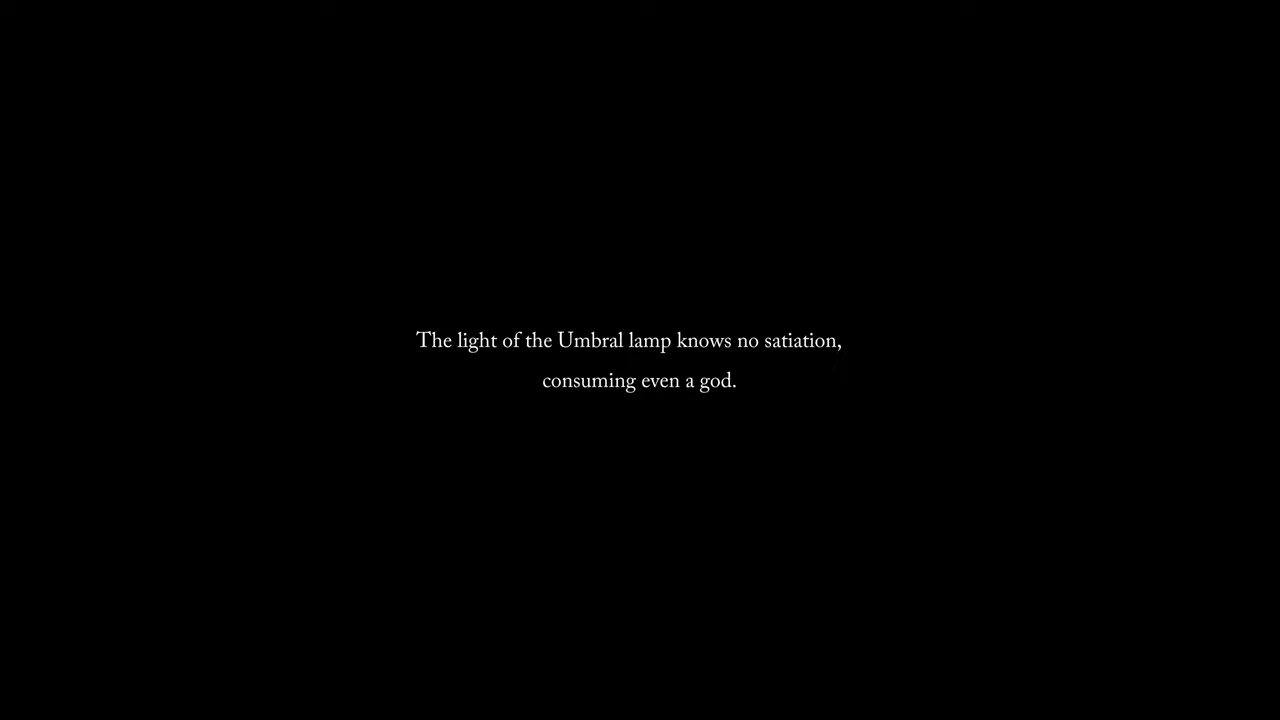 The light of the Umbral lamp knows no satiation,
consuming even a god.